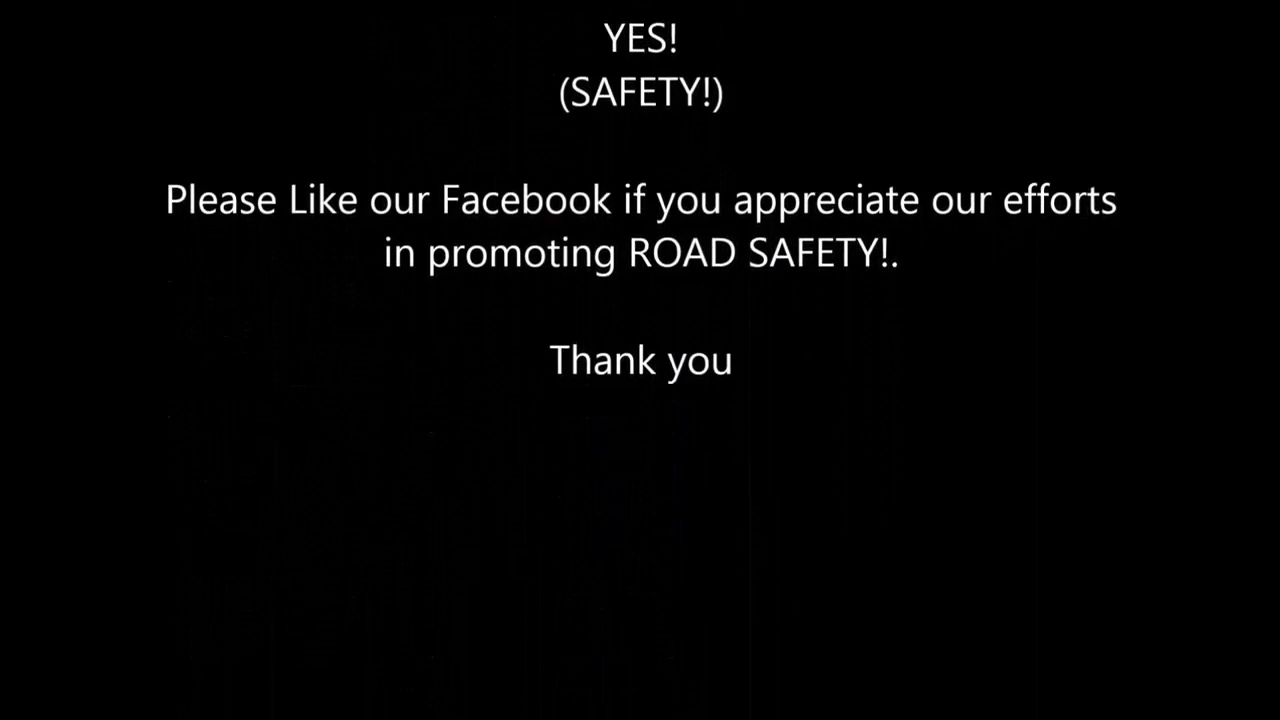 YES!
(SAFETY!)
Please Like our Facebook if you appreciate our efforts
in promoting ROAD SAFETY!.
Thank you